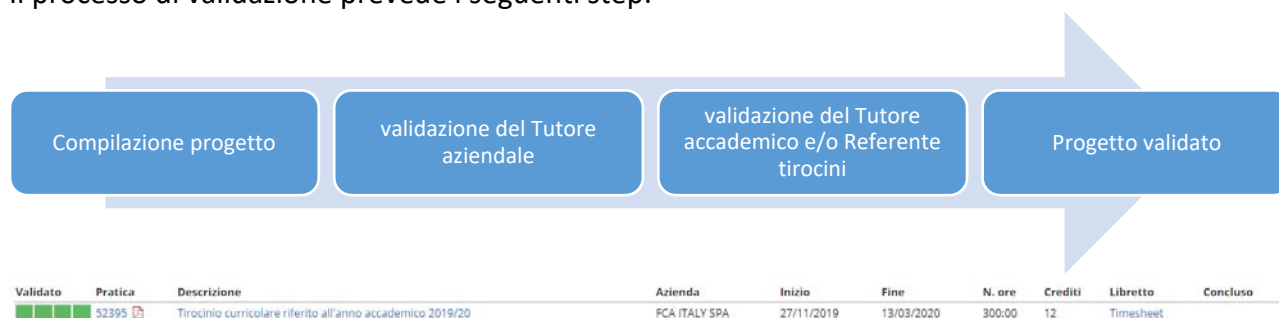 Il processo di validazione prevede i seguenti step:
Compilazione progetto
validazione del Tutore
aziendale
validazione del Tutore
accademico e/o Referente
tirocini
Progetto validato
Validato Pratica Descrizione Azienda Inizio Fine N. ore Crediti Libretto Concluso
52395 Tirocinio curricolare riferito all'anno accademico 2019/20 FCA ITALY SPA 27/11/2019 13/03/2020 300:00 12 Timesheet